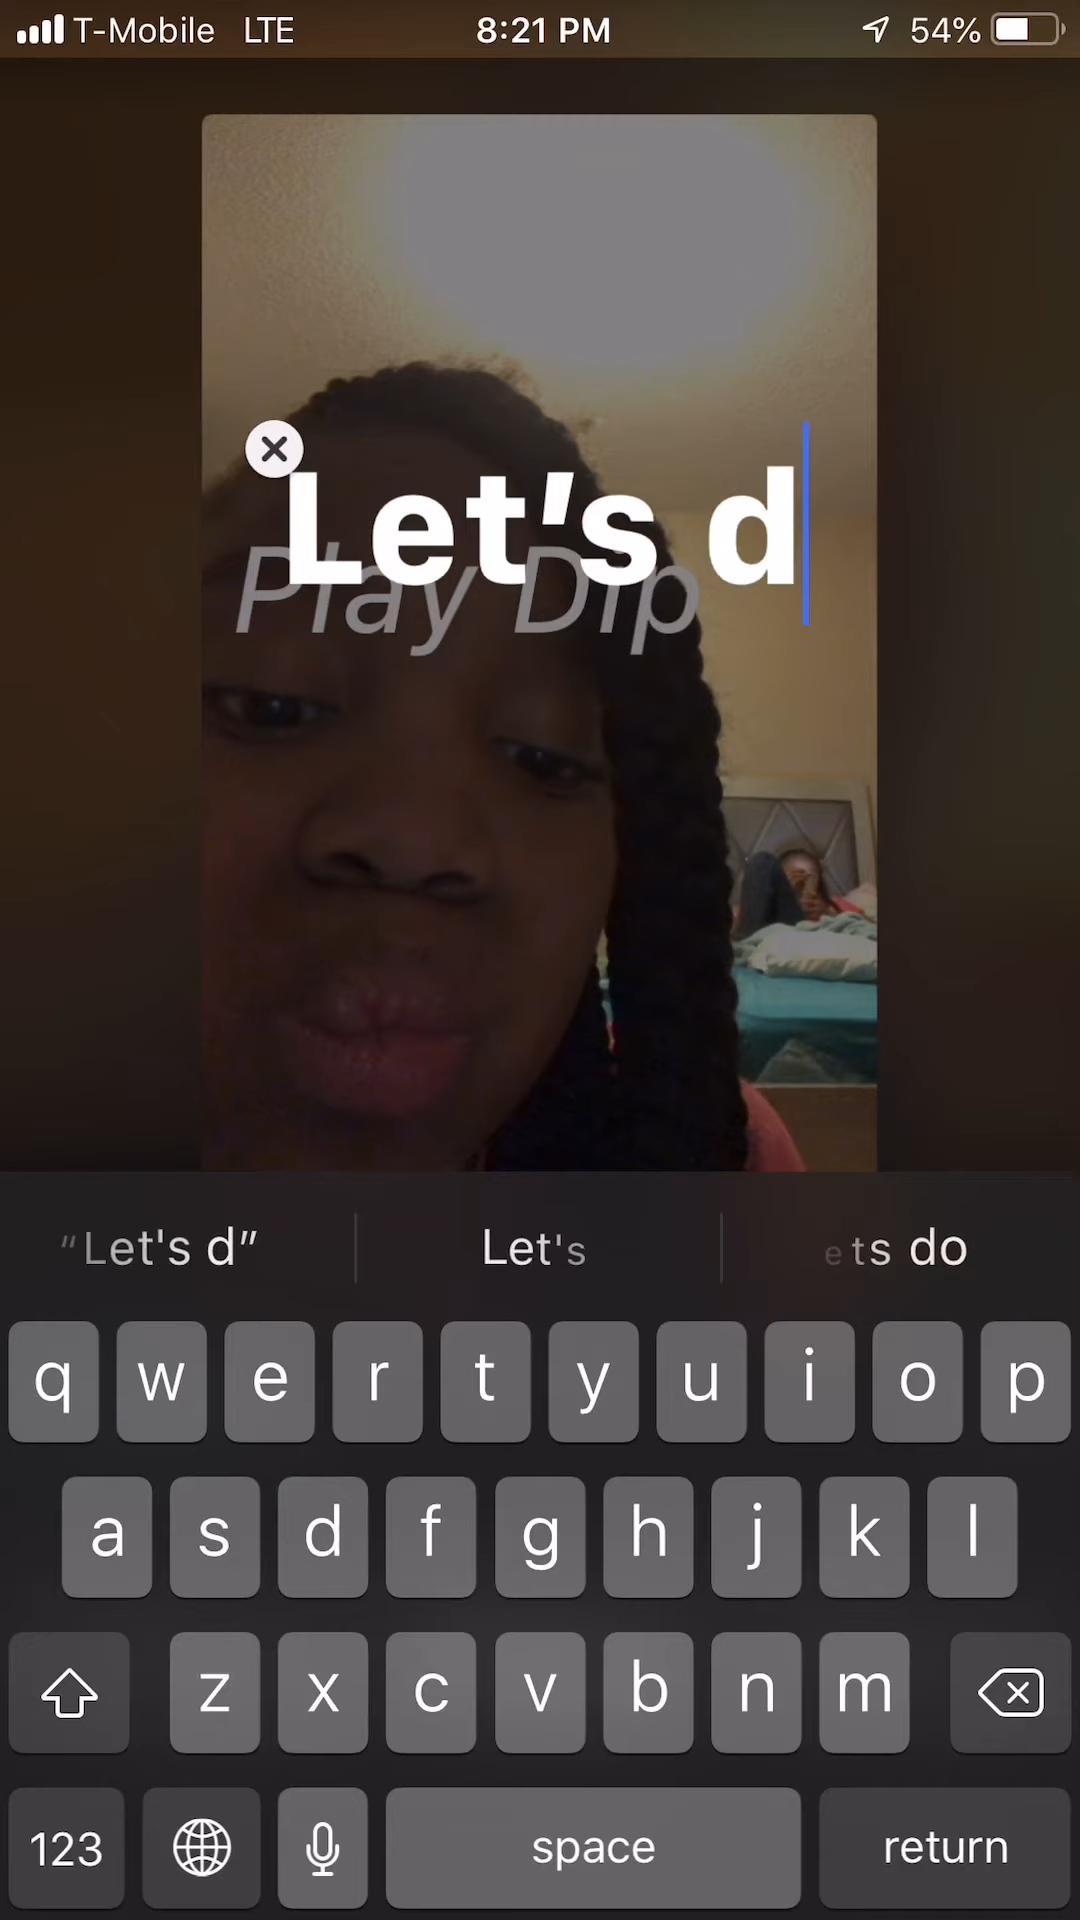 T-Mobile LTE 8:21 PM 54%
Let's d
Play Dip
"Let's d" Let's ets do
q w e r t y u i o p
a s d f g h j k l
z x c v b n m
123 space return